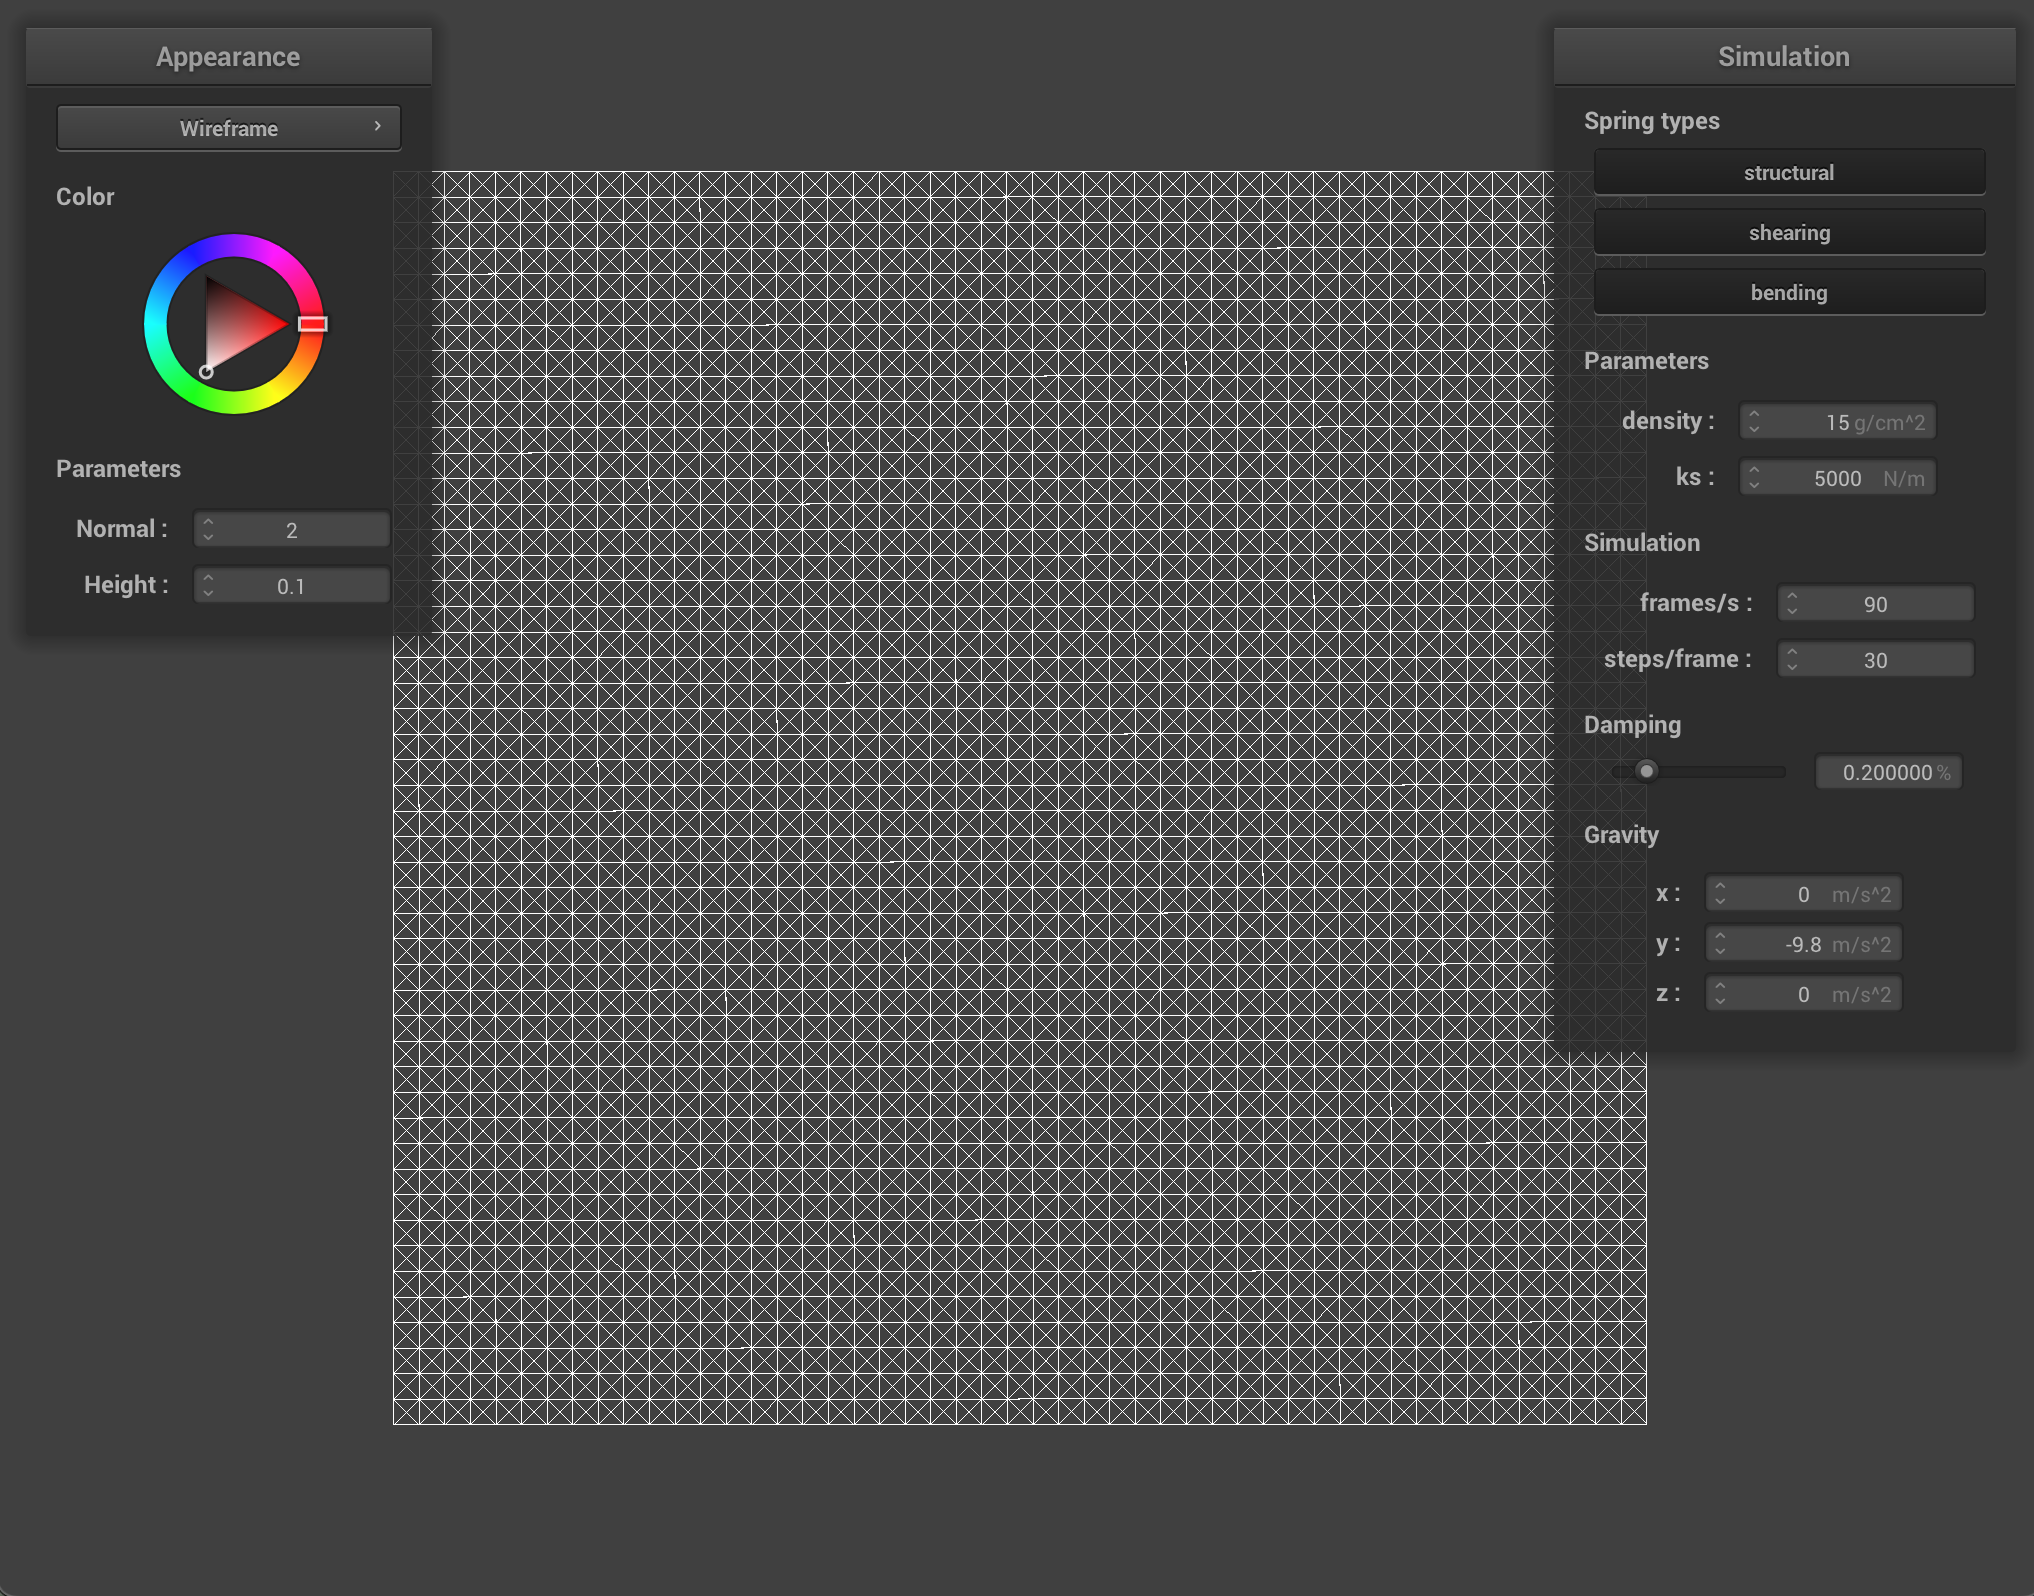 Appearance
Wireframe
Color
Parameters
Normal : 2
Height : 0.1
Simulation
Spring types
structural
shearing
bending
Parameters
density : 15 g/cm^2
ks : 5000 N/m
Simulation
frames/s : 90
steps/frame : 30
Damping
0.200000 %
Gravity
x : 0 m/s^2
y : -9.8 m/s^2
z : 0 m/s^2